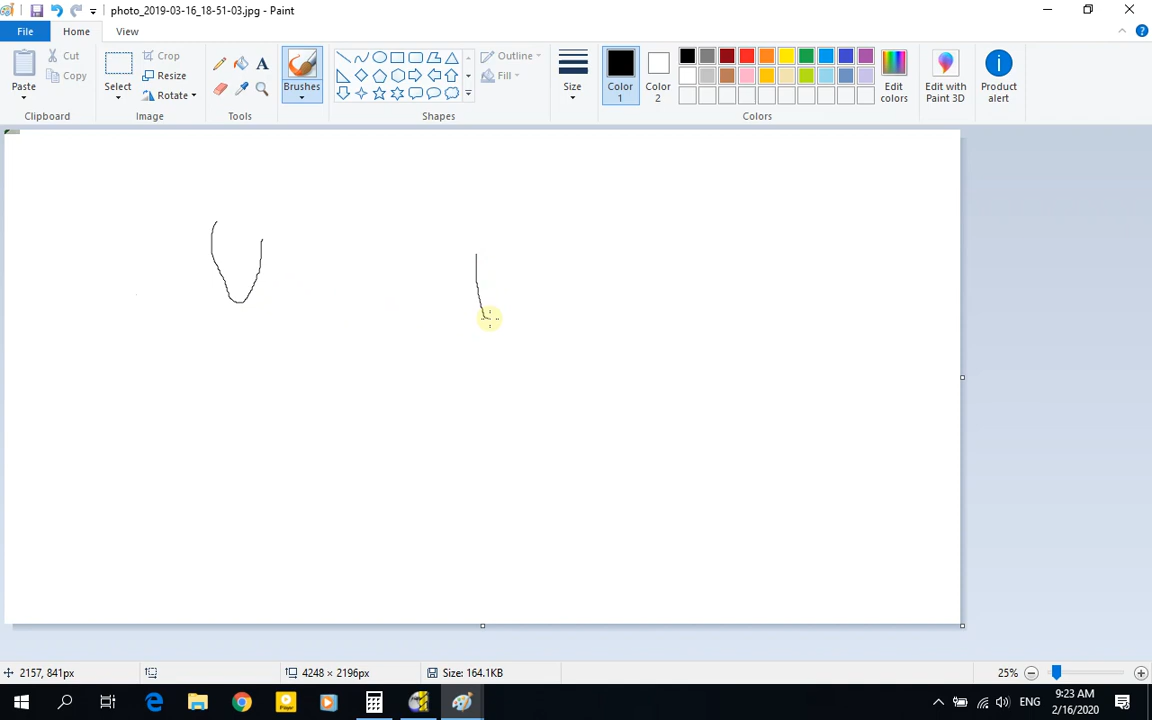 photo_2019-03-16_18-51-03.jpg - Paint
File
Home
View
Paste
Cut
Copy
Clipboard
Select
Crop
Resize
Rotate
Image
A
Tools
Brushes
Outline
Fill
Shapes
Size
Color 1
Color 2
Edit colors
Colors
Edit with Paint 3D
Product alert
2157, 841px
4248 × 2196px
Size: 164.1KB
25%
ENG
9:23 AM
2/16/2020